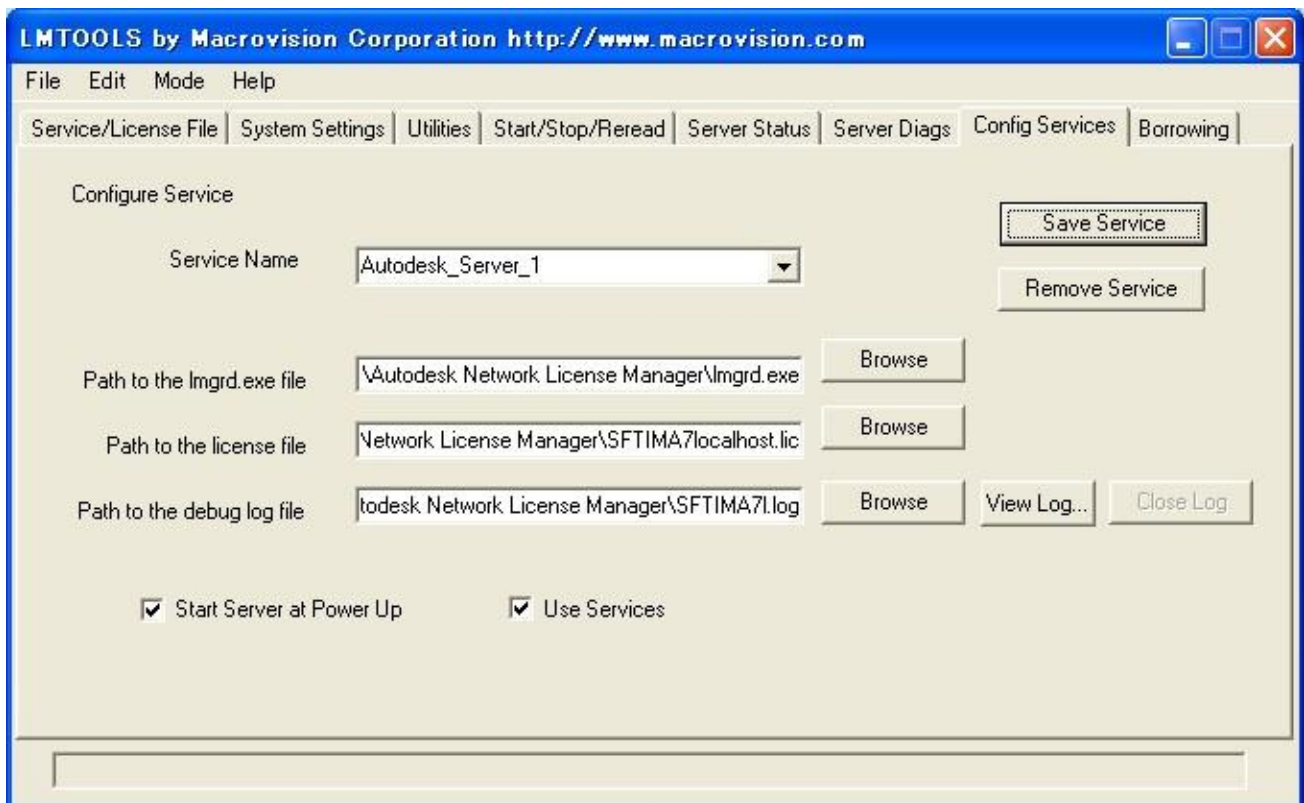 LMTOOLS by Macrovision Corporation http://www.macrovision.com
File Edit Mode Help
Service/License File System Settings Utilities Start/Stop/Reread Server Status Server Diags Config Services Borrowing
Configure Service
Save Service
Service Name Autodesk_Server_1
Remove Service
Path to the lmgrd.exe file \Autodesk Network License Manager\lmgrd.exe Browse
Path to the license file Network License Manager\SFTIMA7localhost.lic Browse
Path to the debug log file todesk Network License Manager\SFTIMA7l.log Browse View Log... Close Log
Start Server at Power Up Use Services